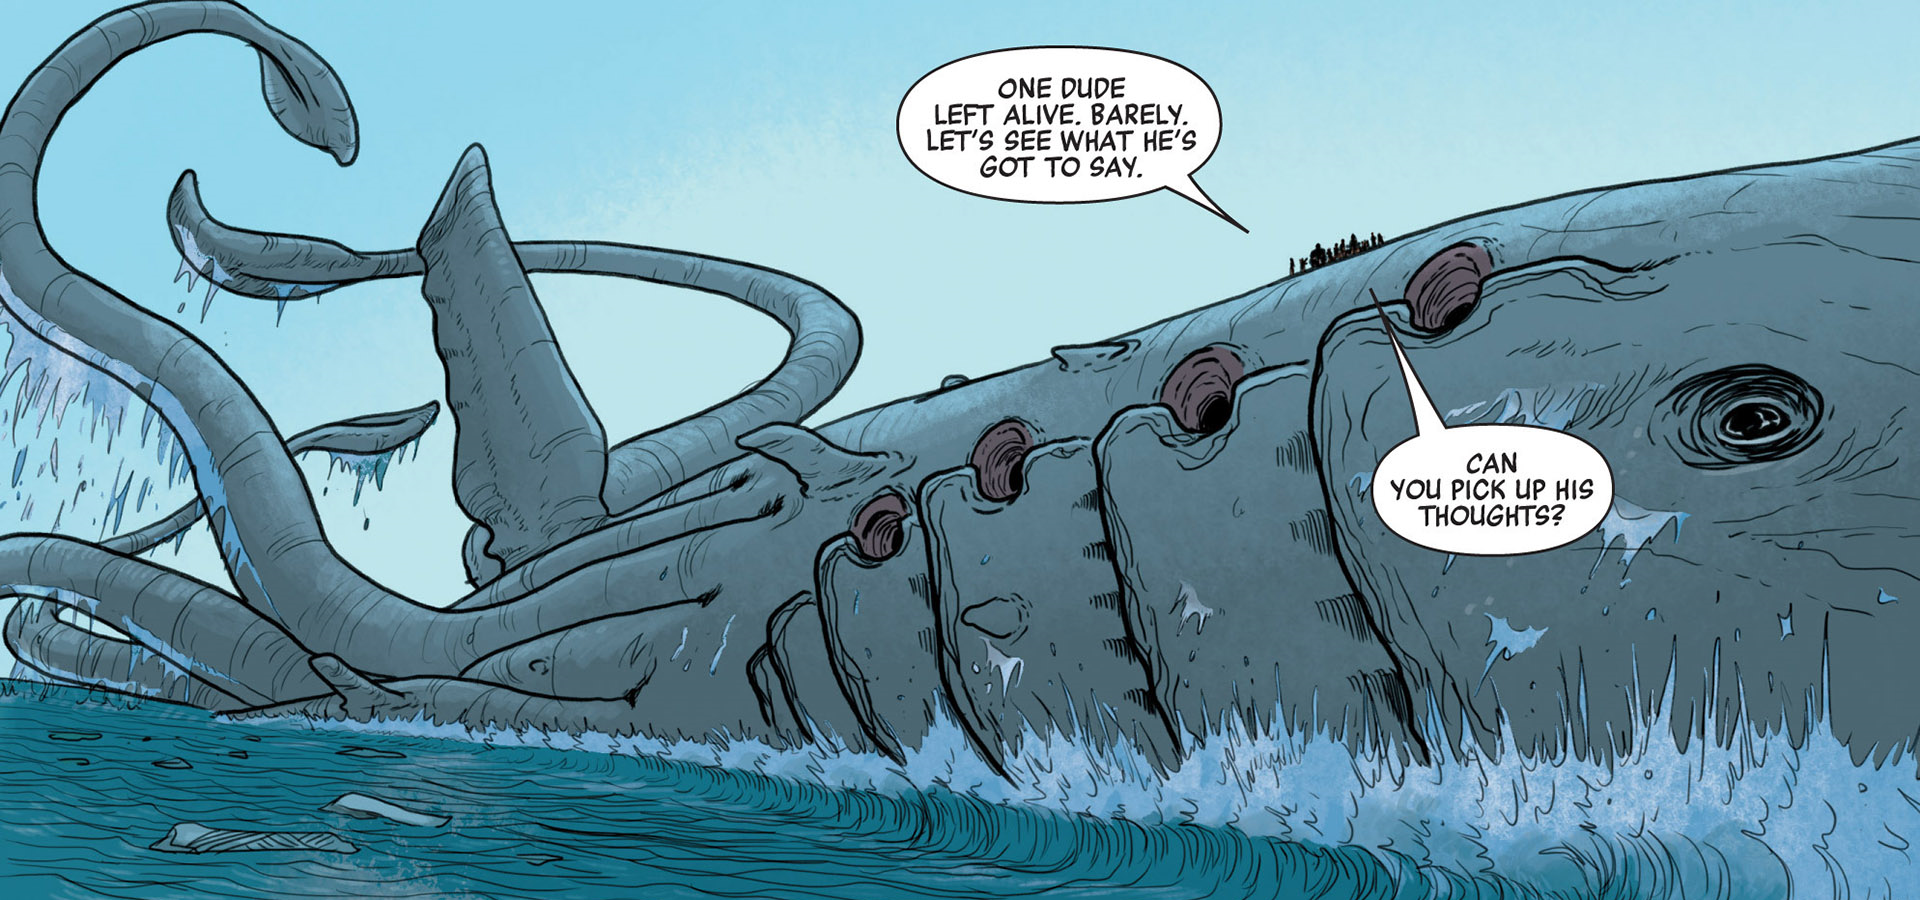 ONE DUDE
LEFT ALIVE. BARELY.
LET'S SEE WHAT HE'S
GOT TO SAY.
CAN
YOU PICK UP HIS
THOUGHTS?